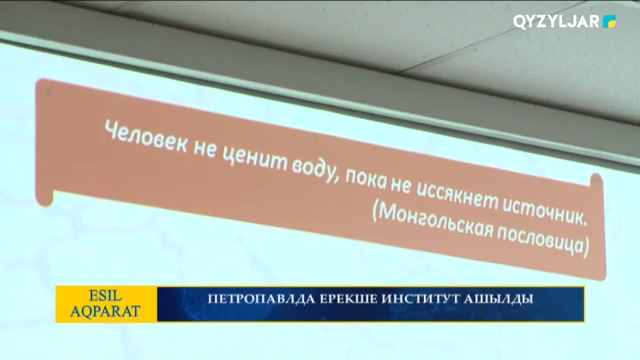 QYZYLJAR
Человек не ценит воду, пока не иссякнет источник.
(Монгольская пословица)
ESIL
AQPARAT
ПЕТРОПАВЛДА ЕРЕКШЕ ИНСТИТУТ АШЫЛДЫ